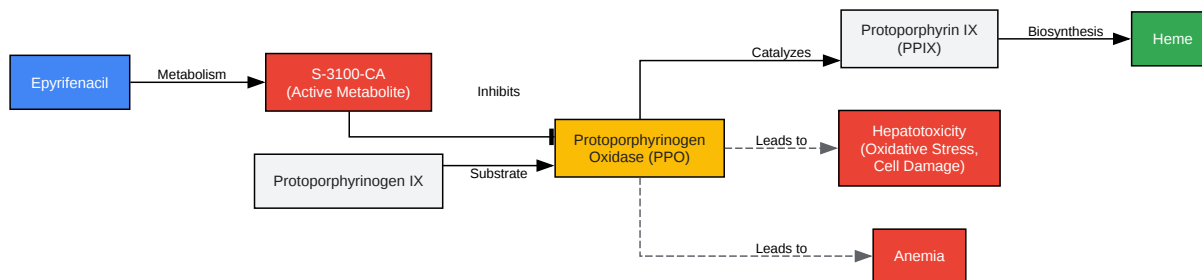 Epyrifenacil
Metabolism
S-3100-CA
(Active Metabolite)
Inhibits
Protoporphyrinogen IX
Substrate
Protoporphyrinogen
Oxidase (PPO)
Catalyzes
Protoporphyrin IX
(PPIX)
Biosynthesis
Heme
Leads to
Hepatotoxicity
(Oxidative Stress,
Cell Damage)
Leads to
Anemia